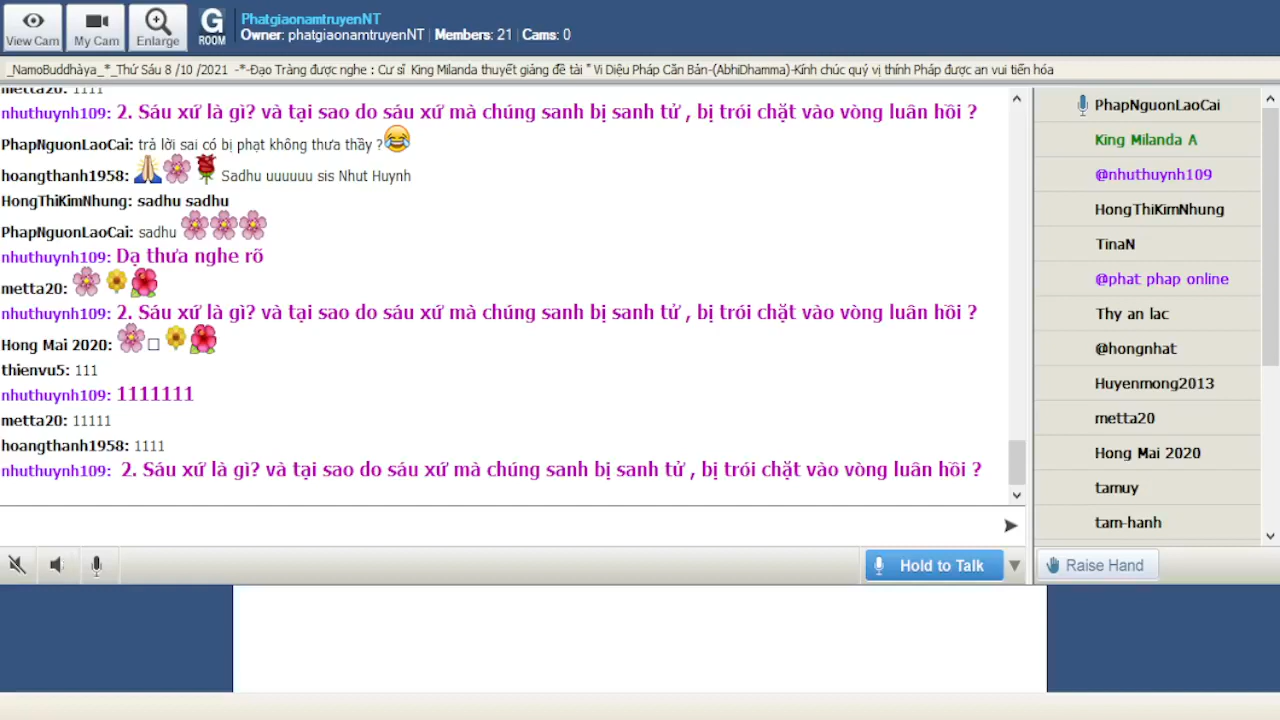 View Cam
My Cam
Enlarge
G
ROOM
PhatgiaonamtruyenNT
Owner: phatgiaonamtruyenNT | Members: 21 | Cams: 0
_NamoBuddhàya_*_Thứ Sáu 8 /10 /2021 -*-Đạo Tràng được nghe : Cư sĩ King Milanda thuyết giảng đề tài " Vi Diệu Pháp Căn Bản-(AbhiDhamma)-Kính chúc quý vị thính Pháp được an vui tiến hóa
metta20: 1111
nhuthuynh109: 2. Sáu xứ là gì? và tại sao do sáu xứ mà chúng sanh bị sanh tử , bị trói chặt vào vòng luân hồi ?
PhapNguonLaoCai: trả lời sai có bị phạt không thưa thầy ?😂
hoangthanh1958: 🙏🌸🌹 Sadhu uuuuuu sis Nhut Huynh
HongThiKimNhung: sadhu sadhu
PhapNguonLaoCai: sadhu 🌸🌸🌸
nhuthuynh109: Dạ thưa nghe rõ
metta20: 🌸 🌼🌺
nhuthuynh109: 2. Sáu xứ là gì? và tại sao do sáu xứ mà chúng sanh bị sanh tử , bị trói chặt vào vòng luân hồi ?
Hong Mai 2020: 🌸□ 🌼🌺
thienvu5: 111
nhuthuynh109: 1111111
metta20: 11111
hoangthanh1958: 1111
nhuthuynh109: 2. Sáu xứ là gì? và tại sao do sáu xứ mà chúng sanh bị sanh tử , bị trói chặt vào vòng luân hồi ?
Hold to Talk
PhapNguonLaoCai
King Milanda A
@nhuthuynh109
HongThiKimNhung
TinaN
@phat phap online
Thy an lac
@hongnhat
Huyenmong2013
metta20
Hong Mai 2020
tamuy
tam-hanh
Raise Hand